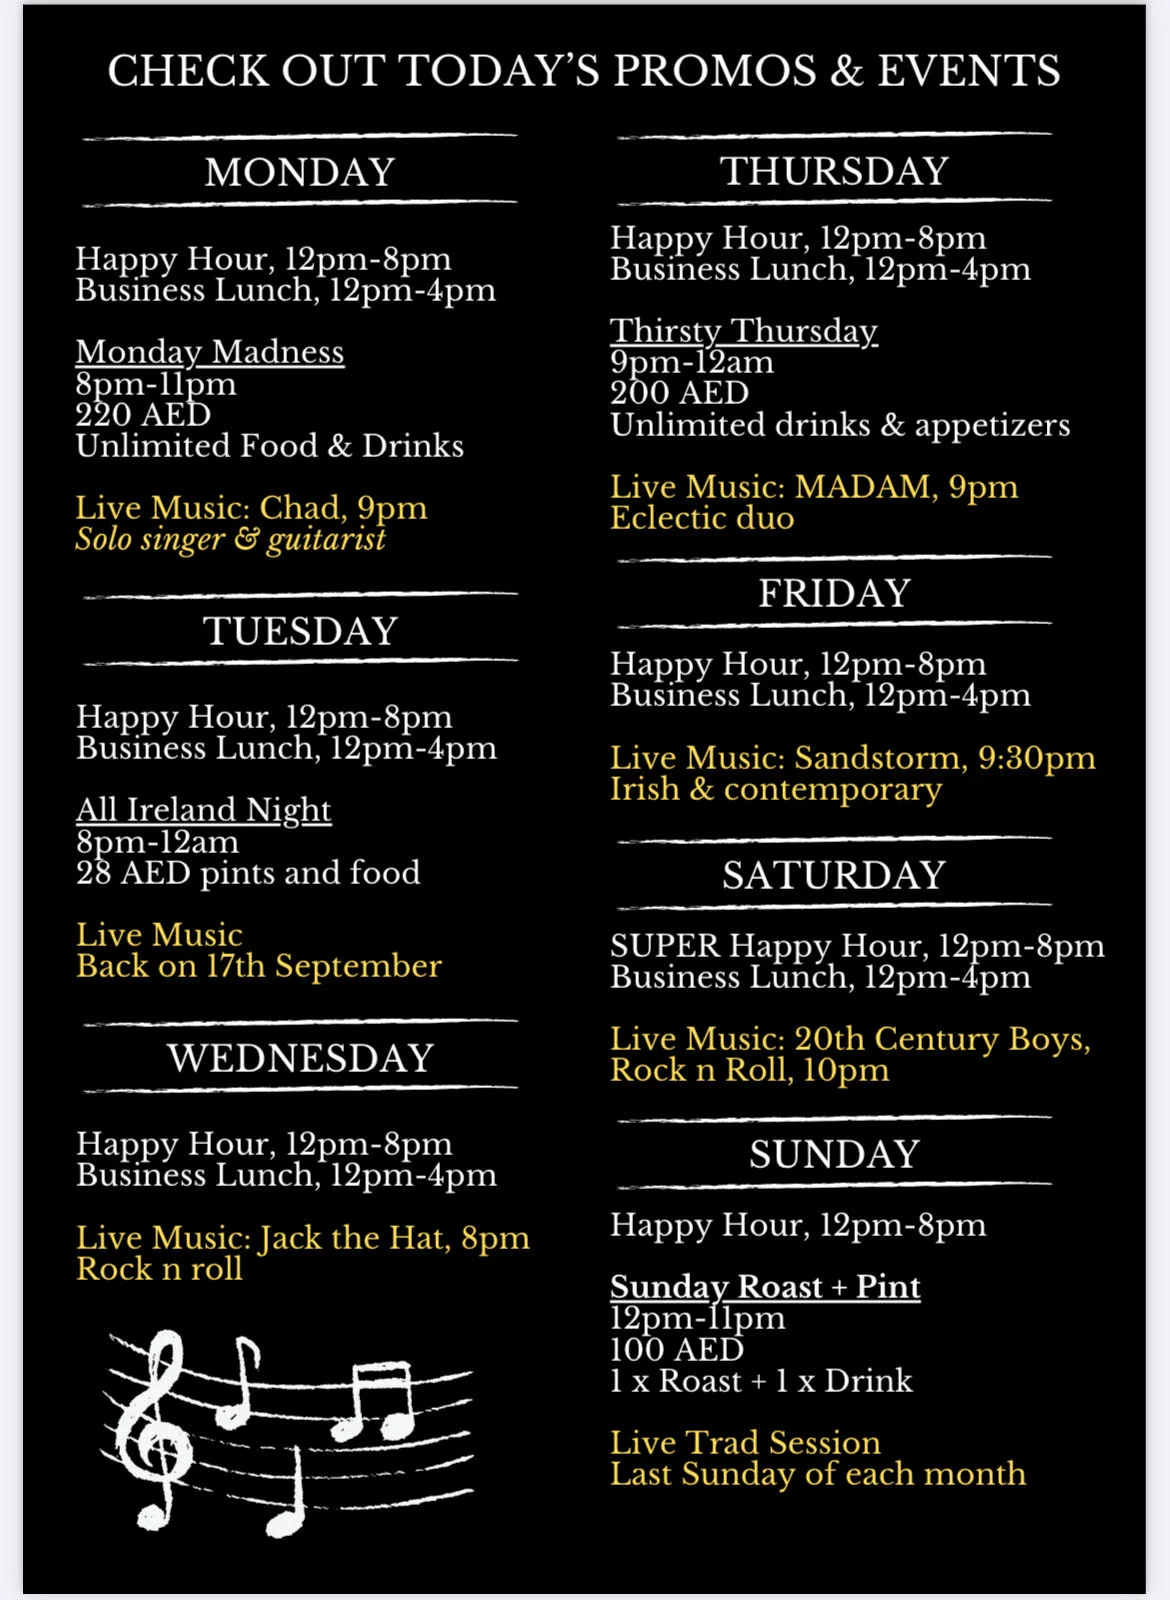 CHECK OUT TODAY’S PROMOS & EVENTS
MONDAY
Happy Hour, 12pm-8pm
Business Lunch, 12pm-4pm
Monday Madness
8pm-11pm
220 AED
Unlimited Food & Drinks
Live Music: Chad, 9pm
Solo singer & guitarist
TUESDAY
Happy Hour, 12pm-8pm
Business Lunch, 12pm-4pm
All Ireland Night
8pm-12am
28 AED pints and food
Live Music
Back on 17th September
WEDNESDAY
Happy Hour, 12pm-8pm
Business Lunch, 12pm-4pm
Live Music: Jack the Hat, 8pm
Rock n roll
THURSDAY
Happy Hour, 12pm-8pm
Business Lunch, 12pm-4pm
Thirsty Thursday
9pm-12am
200 AED
Unlimited drinks & appetizers
Live Music: MADAM, 9pm
Eclectic duo
FRIDAY
Happy Hour, 12pm-8pm
Business Lunch, 12pm-4pm
Live Music: Sandstorm, 9:30pm
Irish & contemporary
SATURDAY
SUPER Happy Hour, 12pm-8pm
Business Lunch, 12pm-4pm
Live Music: 20th Century Boys,
Rock n Roll, 10pm
SUNDAY
Happy Hour, 12pm-8pm
Sunday Roast + Pint
12pm-11pm
100 AED
1 x Roast + 1 x Drink
Live Trad Session
Last Sunday of each month